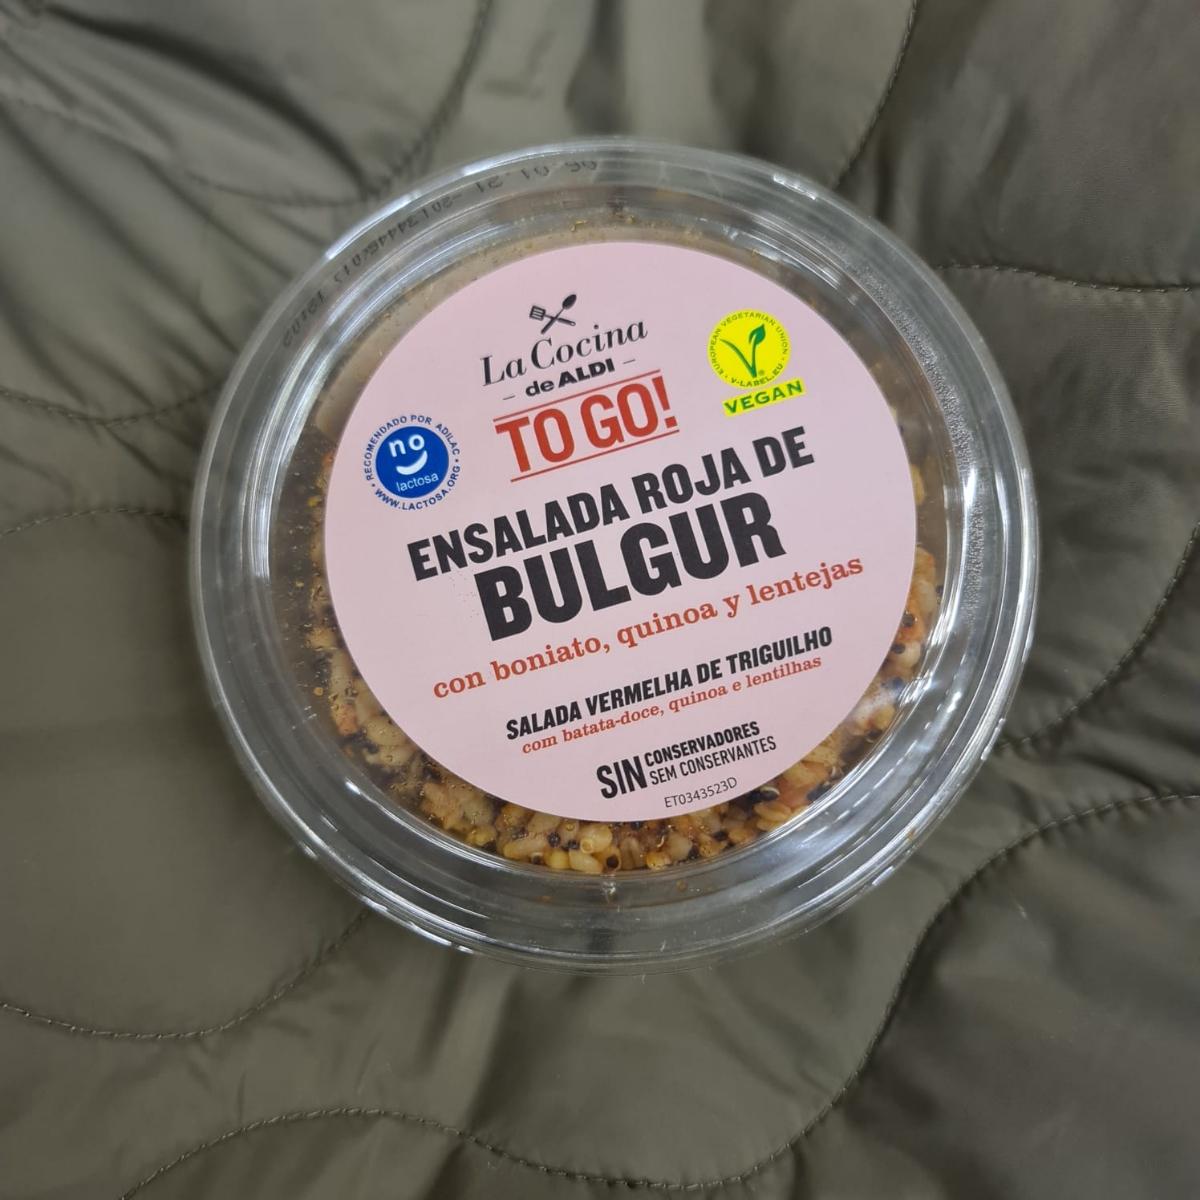 La Cocina
- de ALDI -
TO GO!
EUROPEAN VEGETARIAN UNION
V-LABEL.EU
VEGAN
RECOMENDADO POR ADILAC
no
lactosa
WWW.LACTOSA.ORG
ENSALADA ROJA DE
BULGUR
con boniato, quinoa y lentejas
SALADA VERMELHA DE TRIGUILHO
com batata-doce, quinoa e lentilhas
SIN CONSERVADORES
SEM CONSERVANTES
ET0343523D